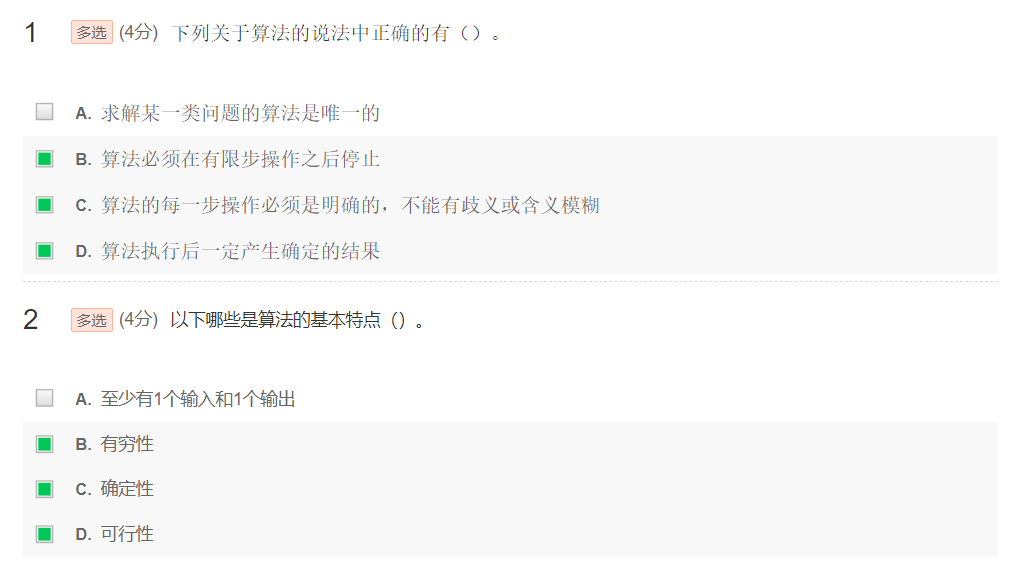 1 多选 (4分) 下列关于算法的说法中正确的有（）。
A. 求解某一类问题的算法是唯一的
B. 算法必须在有限步操作之后停止
C. 算法的每一步操作必须是明确的，不能有歧义或含义模糊
D. 算法执行后一定产生确定的结果
2 多选 (4分) 以下哪些是算法的基本特点（）。
A. 至少有1个输入和1个输出
B. 有穷性
C. 确定性
D. 可行性